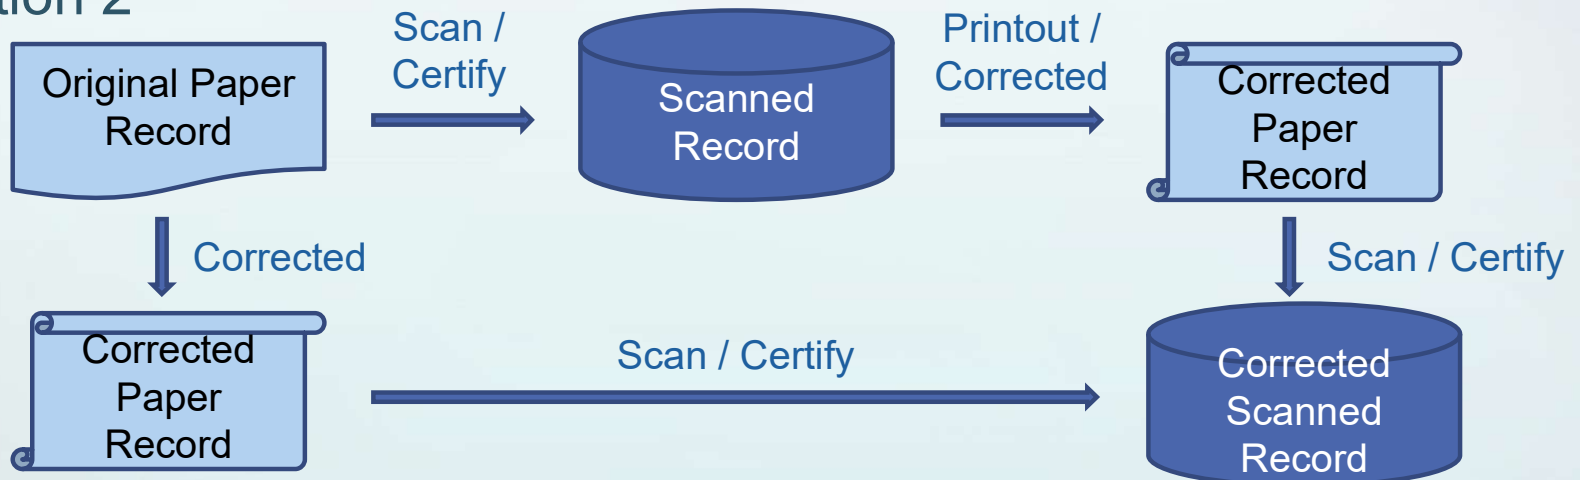 2
Original Paper
Record
Scan /
Certify
Scanned
Record
Printout /
Corrected
Corrected
Paper
Record
Corrected
Scan / Certify
Corrected
Paper
Record
Scan / Certify
Corrected
Scanned
Record